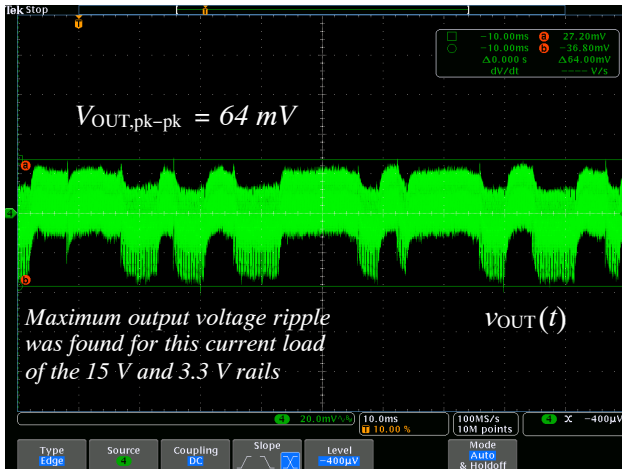 Tek Stop
T
T
-10.00ms a 27.20mV
-10.00ms b -36.80mV
Δ0.000 s Δ64.00mV
dV/dt ---- V/s
VOUT,pk-pk = 64 mV
a
4
b
Maximum output voltage ripple
was found for this current load
of the 15 V and 3.3 V rails
vOUT(t)
4 20.0mV
10.0ms
T 10.00 %
100MS/s
10M points
4 -400μV
Type
Edge
Source
4
Coupling
DC
Slope
Level
-400μV
Mode
Auto
& Holdoff